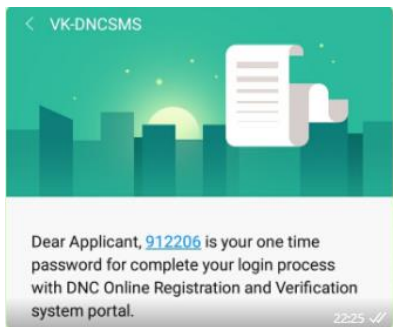 < VK-DNCSMS
Dear Applicant, 912206 is your one time
password for complete your login process
with DNC Online Registration and Verification
system portal.
22:25